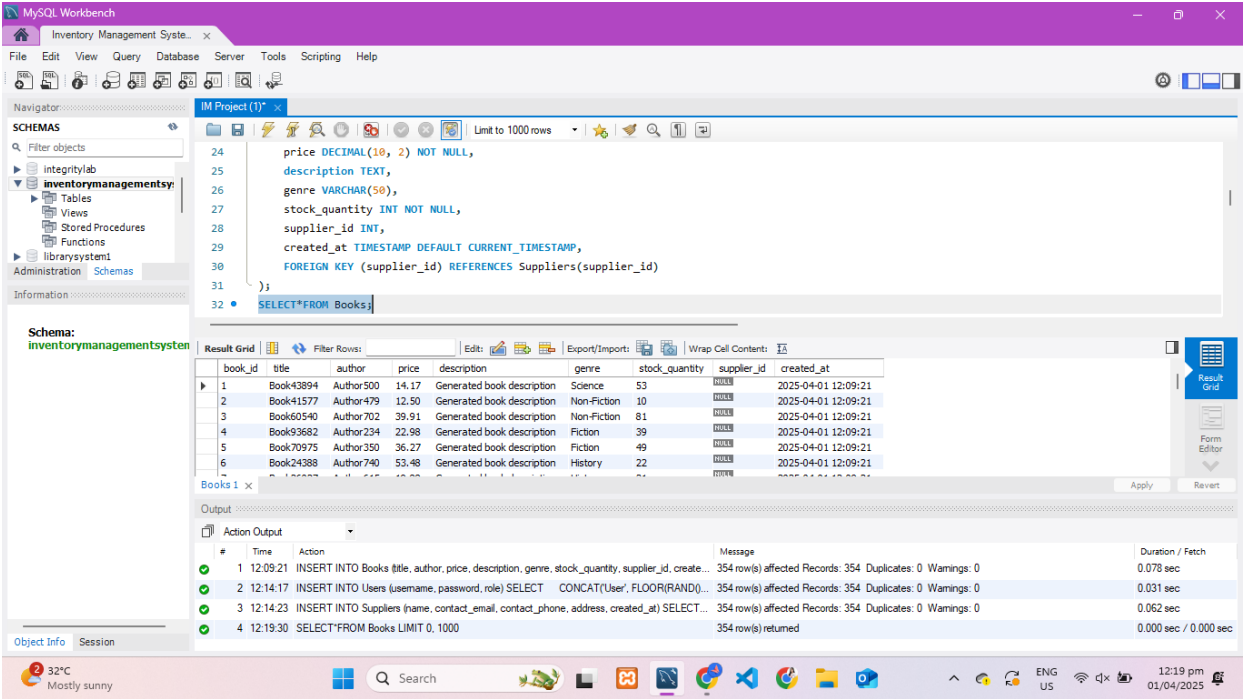 MySQL Workbench
Inventory Management Syste...
File Edit View Query Database Server Tools Scripting Help
Navigator
SCHEMAS
Filter objects
integritylab
inventorymanagementsy
Tables
Views
Stored Procedures
Functions
librarysystem1
Administration Schemas
Information
Schema:
inventorymanagementsystem
IM Project (1)*
Limit to 1000 rows
24 price DECIMAL(10, 2) NOT NULL,
25 description TEXT,
26 genre VARCHAR(50),
27 stock_quantity INT NOT NULL,
28 supplier_id INT,
29 created_at TIMESTAMP DEFAULT CURRENT_TIMESTAMP,
30 FOREIGN KEY (supplier_id) REFERENCES Suppliers(supplier_id)
31 );
32 SELECT*FROM Books;
Result Grid Filter Rows: Edit: Export/Import: Wrap Cell Content:
book_id title author price description genre stock_quantity supplier_id created_at
1 Book43894 Author500 14.17 Generated book description Science 53 NULL 2025-04-01 12:09:21
2 Book41577 Author479 12.50 Generated book description Non-Fiction 10 NULL 2025-04-01 12:09:21
3 Book60540 Author702 39.91 Generated book description Non-Fiction 81 NULL 2025-04-01 12:09:21
4 Book93682 Author234 22.98 Generated book description Fiction 39 NULL 2025-04-01 12:09:21
5 Book70975 Author350 36.27 Generated book description Fiction 49 NULL 2025-04-01 12:09:21
6 Book24388 Author740 53.48 Generated book description History 22 NULL 2025-04-01 12:09:21
Result
Grid
Form
Editor
Books 1
Apply Revert
Output
Action Output
# Time Action Message Duration / Fetch
1 12:09:21 INSERT INTO Books (title, author, price, description, genre, stock_quantity, supplier_id, create... 354 row(s) affected Records: 354 Duplicates: 0 Warnings: 0 0.078 sec
2 12:14:17 INSERT INTO Users (username, password, role) SELECT CONCAT('User', FLOOR(RAND()... 354 row(s) affected Records: 354 Duplicates: 0 Warnings: 0 0.031 sec
3 12:14:23 INSERT INTO Suppliers (name, contact_email, contact_phone, address, created_at) SELECT... 354 row(s) affected Records: 354 Duplicates: 0 Warnings: 0 0.062 sec
4 12:19:30 SELECT*FROM Books LIMIT 0, 1000 354 row(s) returned 0.000 sec / 0.000 sec
Object Info Session
2
32°C
Mostly sunny
Search
ENG
US
12:19 pm
01/04/2025